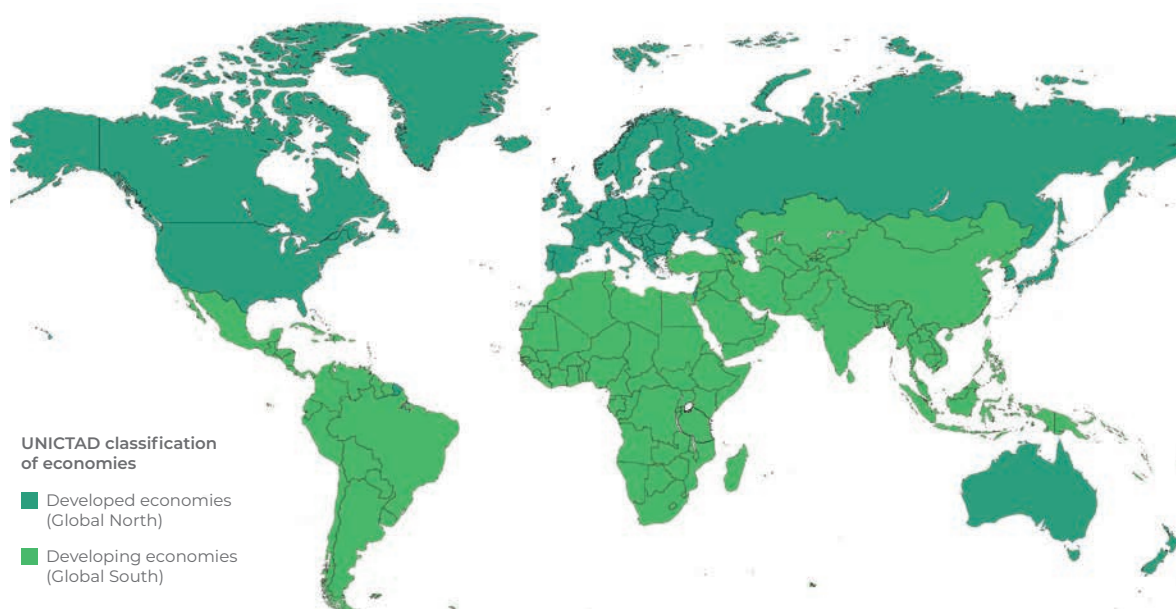 UNICTAD classification
of economies
Developed economies
(Global North)
Developing economies
(Global South)